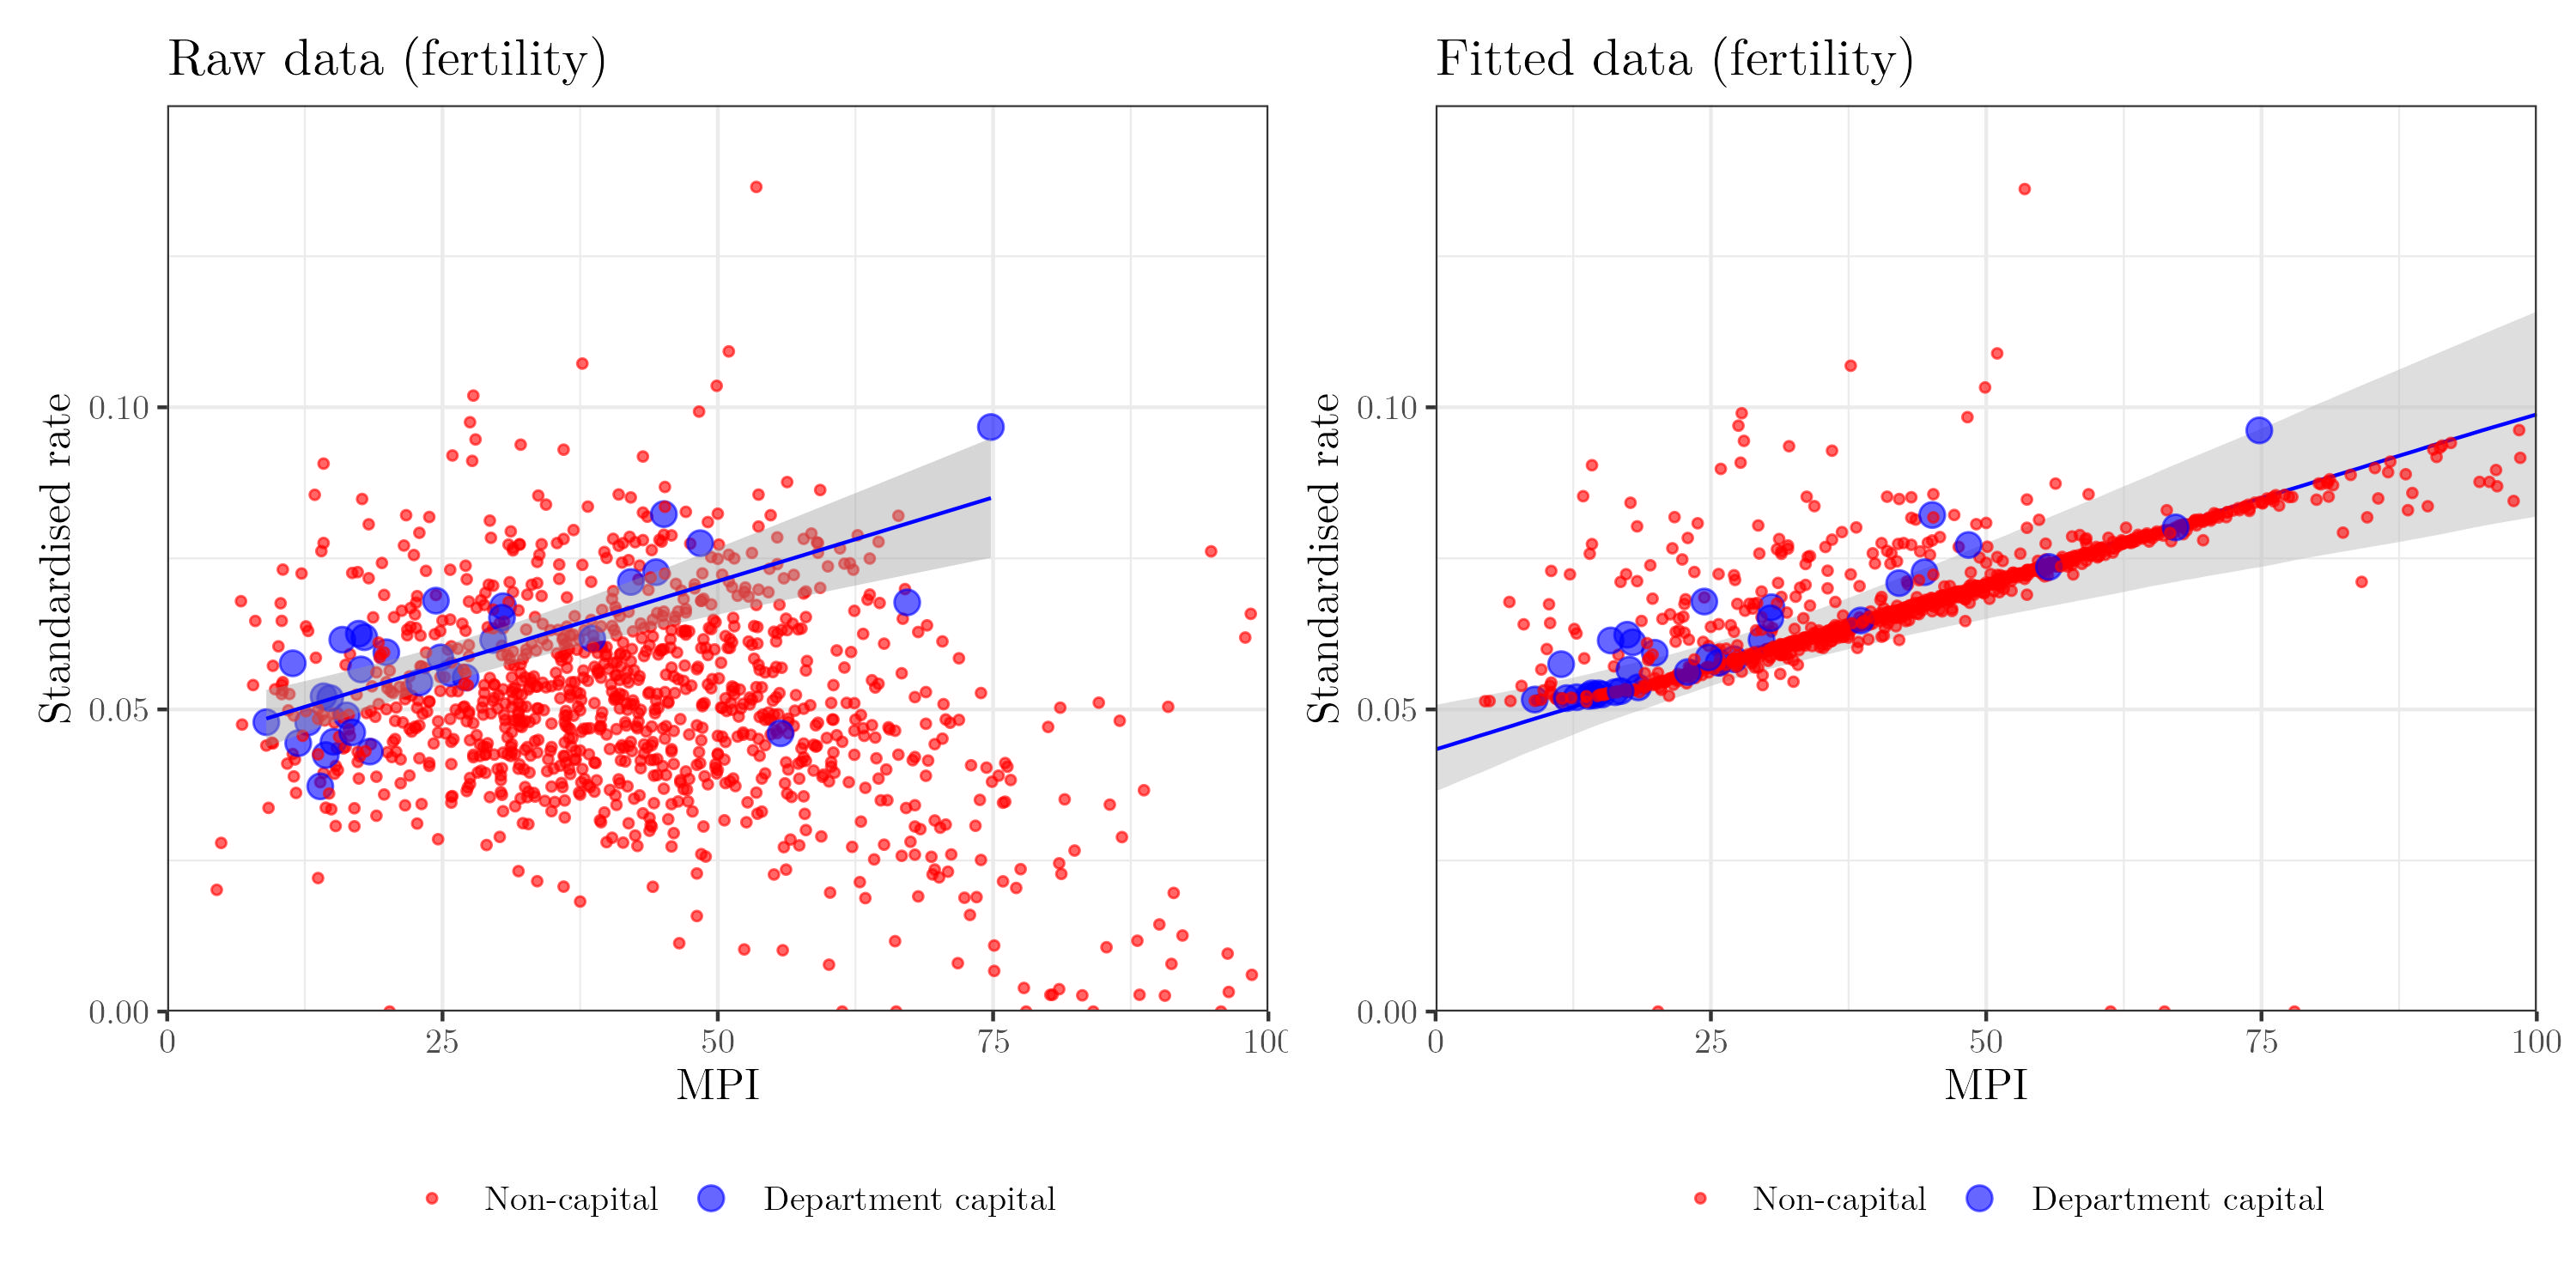 Raw data (fertility)
Standardised rate
0.10
0.05
0.00
0
25
50
75
100
MPI
Non-capital
Department capital
Fitted data (fertility)
Standardised rate
0.10
0.05
0.00
0
25
50
75
100
MPI
Non-capital
Department capital